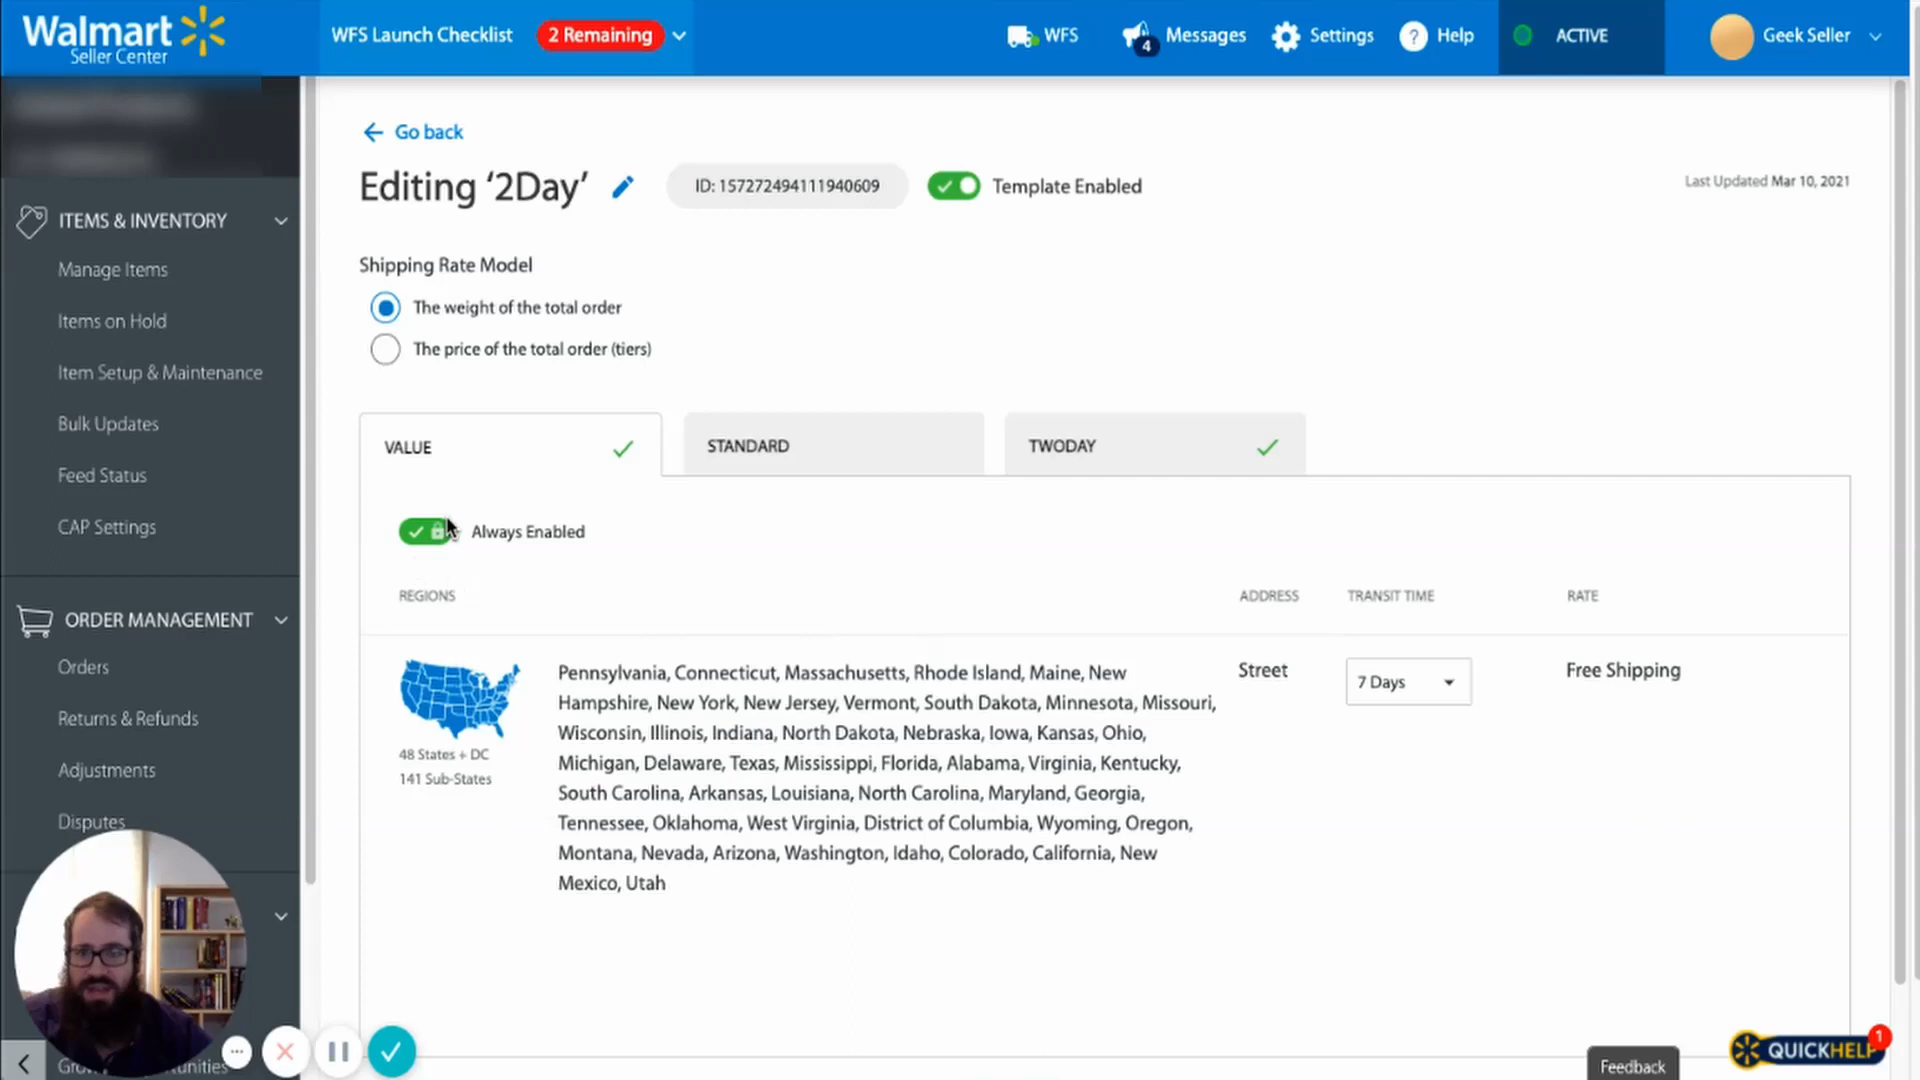 Walmart
Seller Center
WFS Launch Checklist
2 Remaining
WFS
4
Messages
Settings
? Help
ACTIVE
Geek Seller
ITEMS & INVENTORY
Manage Items
Items on Hold
Item Setup & Maintenance
Bulk Updates
Feed Status
CAP Settings
ORDER MANAGEMENT
Orders
Returns & Refunds
Adjustments
Disputes
Go back
Editing ‘2Day’
ID: 157272494111940609
Template Enabled
Last Updated Mar 10, 2021
Shipping Rate Model
The weight of the total order
The price of the total order (tiers)
VALUE
STANDARD
TWODAY
Always Enabled
REGIONS
ADDRESS
TRANSIT TIME
RATE
48 States + DC
141 Sub-States
Pennsylvania, Connecticut, Massachusetts, Rhode Island, Maine, New
Hampshire, New York, New Jersey, Vermont, South Dakota, Minnesota, Missouri,
Wisconsin, Illinois, Indiana, North Dakota, Nebraska, Iowa, Kansas, Ohio,
Michigan, Delaware, Texas, Mississippi, Florida, Alabama, Virginia, Kentucky,
South Carolina, Arkansas, Louisiana, North Carolina, Maryland, Georgia,
Tennessee, Oklahoma, West Virginia, District of Columbia, Wyoming, Oregon,
Montana, Nevada, Arizona, Washington, Idaho, Colorado, California, New
Mexico, Utah
Street
7 Days
Free Shipping
Feedback
QUICKHELP
1